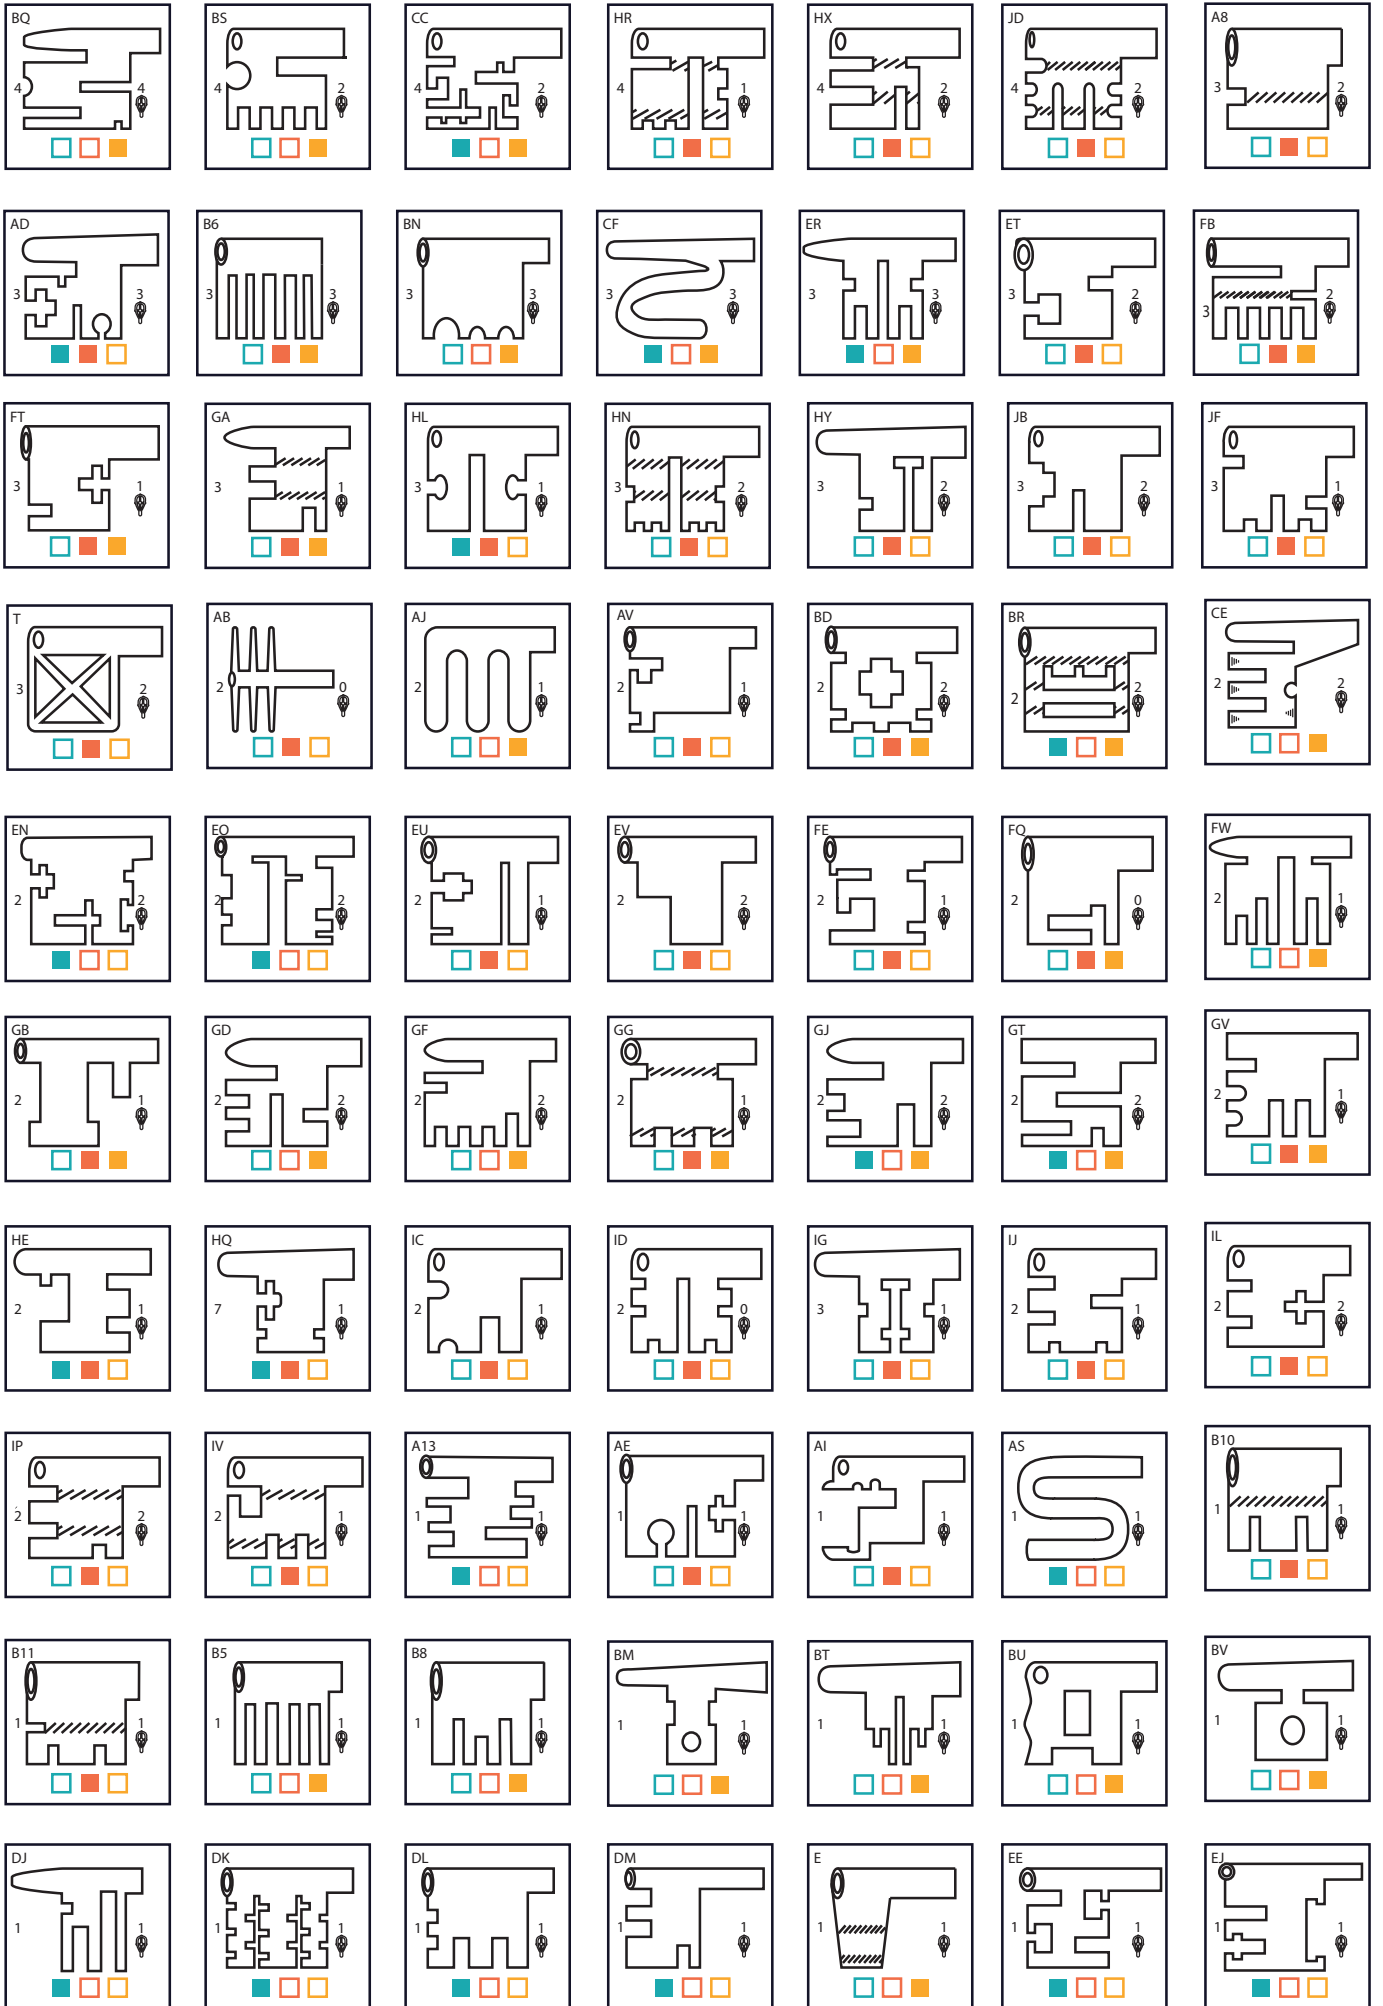 BQ 4 4
BS 4 2
CC 4 2
HR 4 1
HX 4 2
JD 4 2
A8 3 2
AD 3 3
B6 3 3
BN 3 3
CF 3 3
ER 3 3
ET 3 2
FB 3 2
FT 3 1
GA 3 1
HL 3 1
HN 3 2
HY 3 2
JB 3 2
JF 3 1
T 3 2
AB 2 0
AJ 2 1
AV 2 1
BD 2 2
BR 2 2
CE 2 2
EN 2 2
EO 2 2
EU 2 1
EV 2 2
FE 2 1
FQ 2 0
FW 2 1
GB 2 1
GD 2 2
GF 2 2
GG 2 1
GJ 2 2
GT 2 2
GV 2 1
HE 2 1
HQ 7 1
IC 2 1
ID 2 0
IG 3 1
IJ 2 1
IL 2 2
IP 2 2
IV 2 1
A13 1 1
AE 1 1
AI 1 1
AS 1 1
B10 1 1
B11 1 1
B5 1 1
B8 1 1
BM 1 1
BT 1 1
BU 1 1
BV 1 1
DJ 1 1
DK 1 1
DL 1 1
DM 1 1
E 1 1
EE 1 1
EJ 1 1